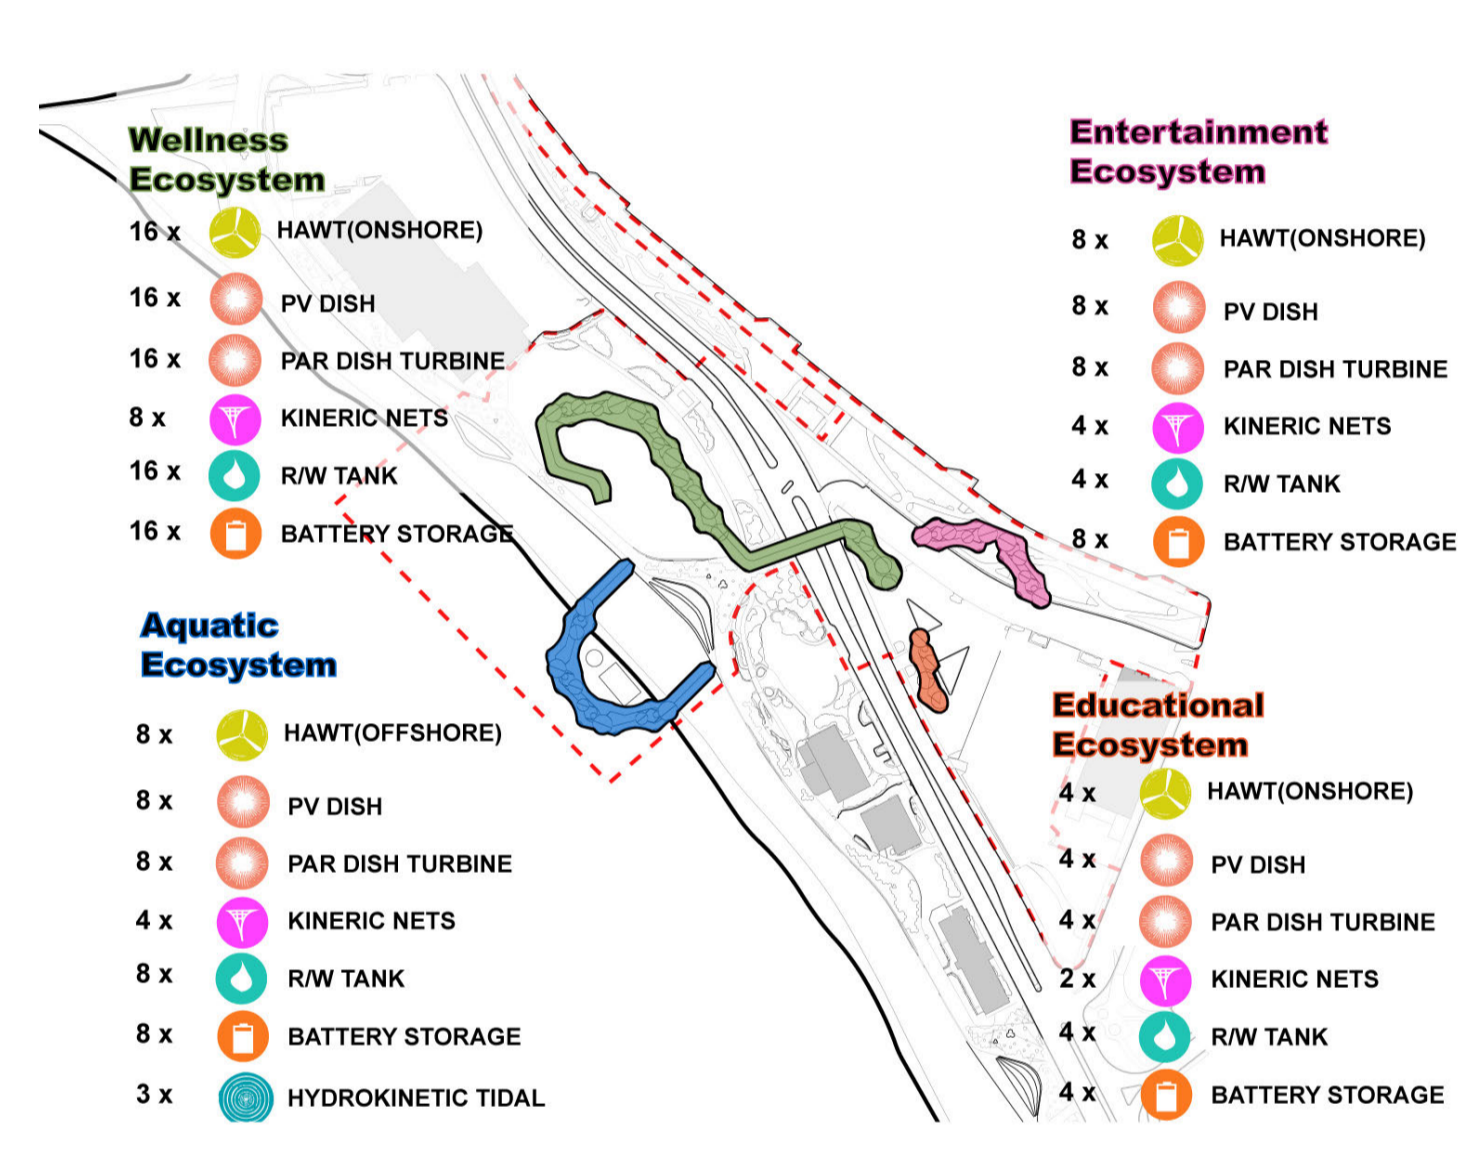 Wellness
Ecosystem
16 x HAWT(ONSHORE)
16 x PV DISH
16 x PAR DISH TURBINE
8 x KINERIC NETS
16 x R/W TANK
16 x BATTERY STORAGE
Aquatic
Ecosystem
8 x HAWT(OFFSHORE)
8 x PV DISH
8 x PAR DISH TURBINE
4 x KINERIC NETS
8 x R/W TANK
8 x BATTERY STORAGE
3 x HYDROKINETIC TIDAL
Entertainment
Ecosystem
8 x HAWT(ONSHORE)
8 x PV DISH
8 x PAR DISH TURBINE
4 x KINERIC NETS
4 x R/W TANK
8 x BATTERY STORAGE
Educational
Ecosystem
4 x HAWT(ONSHORE)
4 x PV DISH
4 x PAR DISH TURBINE
2 x KINERIC NETS
4 x R/W TANK
4 x BATTERY STORAGE